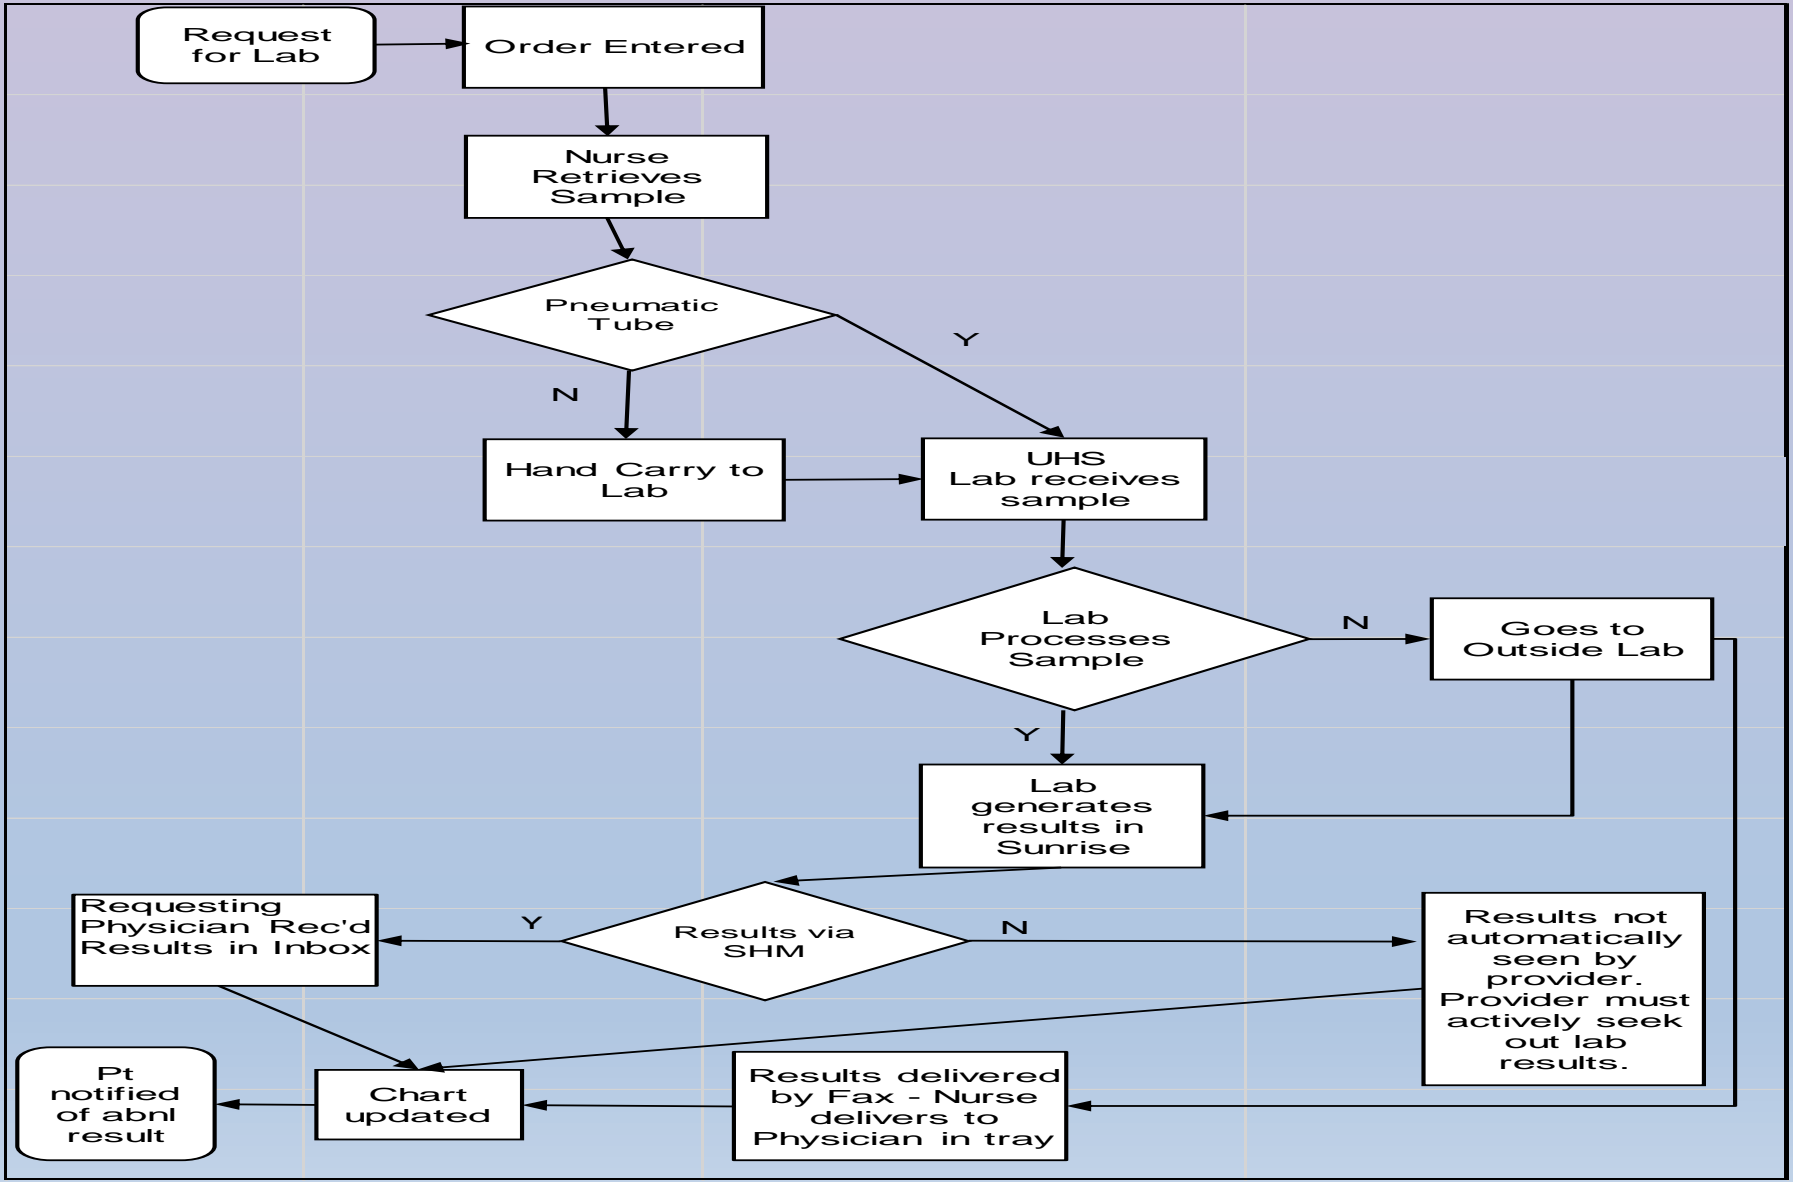 Request
for Lab
Order Entered
Nurse
Retrieves
Sample
Pneumatic
Tube
Y
N
Hand Carry to
Lab
UHS
Lab receives
sample
Lab
Processes
Sample
N
Goes to
Outside Lab
Y
Lab
generates
results in
Sunrise
Requesting
Physician Rec'd
Results in Inbox
Y
Results via
SHM
N
Results not
automatically
seen by
provider.
Provider must
actively seek
out lab
results.
Pt
notified
of abnl
result
Chart
updated
Results delivered
by Fax - Nurse
delivers to
Physician in tray